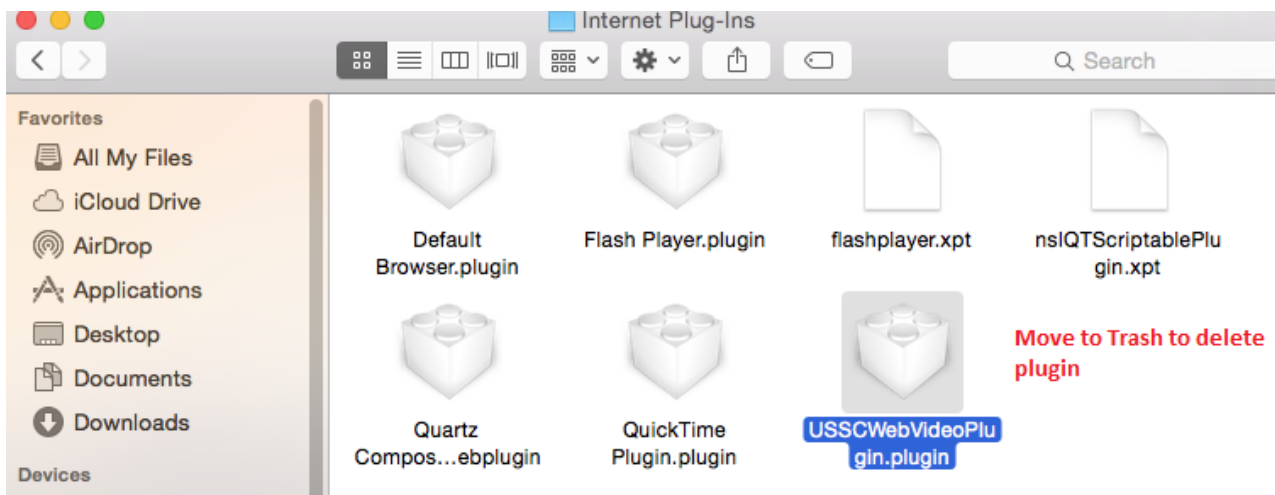 Internet Plug-Ins
Search
Favorites
All My Files
iCloud Drive
AirDrop
Applications
Desktop
Documents
Downloads
Devices
Default
Browser.plugin
Flash Player.plugin
flashplayer.xpt
nsIQTScriptablePlu
gin.xpt
Quartz
Compos...ebplugin
QuickTime
Plugin.plugin
USSCWebVideoPlu
gin.plugin
Move to Trash to delete
plugin